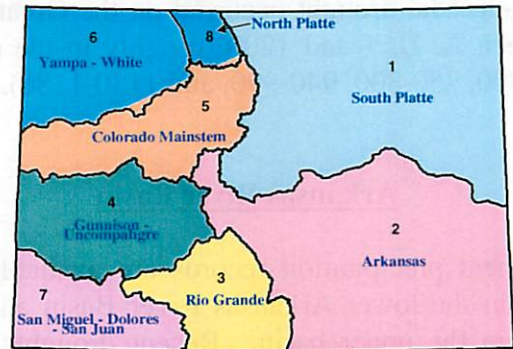 6
Yampa - White
8
North Platte
1
South Platte
5
Colorado Mainstem
4
Gunnison -
Uncompahgre
2
Arkansas
3
Rio Grande
7
San Miguel - Dolores
- San Juan